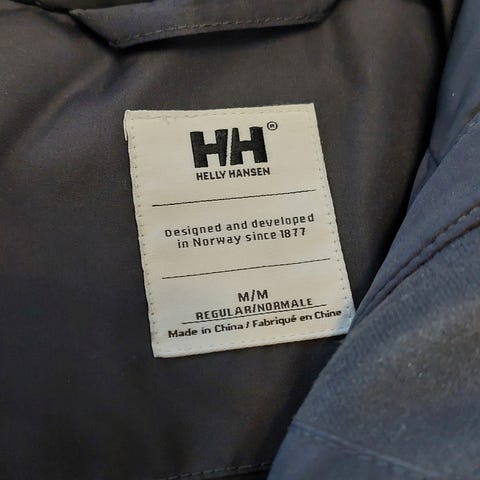 HH®
HELLY HANSEN
Designed and developed
in Norway since 1877
M/M
REGULAR/NORMALE
Made in China / Fabriqué en Chine